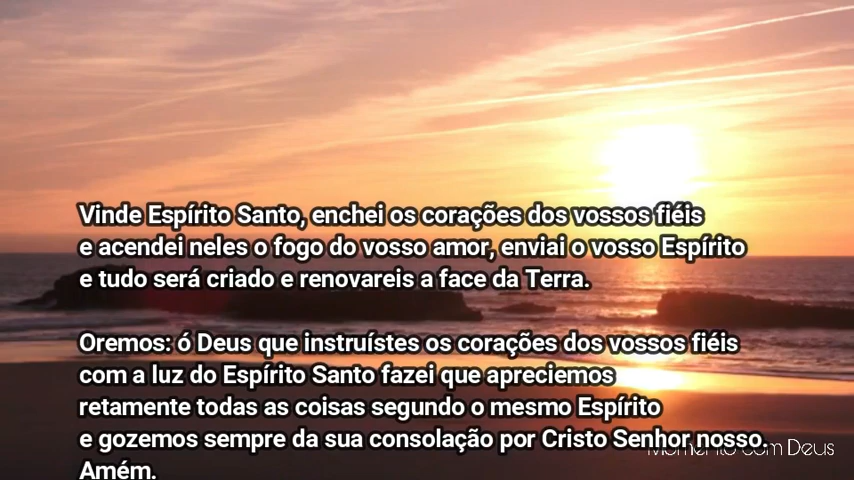 Vinde Espírito Santo, enchei os corações dos vossos fiéis
e acendei neles o fogo do vosso amor, enviai o vosso Espírito
e tudo será criado e renovareis a face da Terra.
Oremos: ó Deus que instruístes os corações dos vossos fiéis
com a luz do Espírito Santo fazei que apreciemos
retamente todas as coisas segundo o mesmo Espírito
e gozemos sempre da sua consolação por Cristo Senhor nosso.
Amém.
Momento com Deus